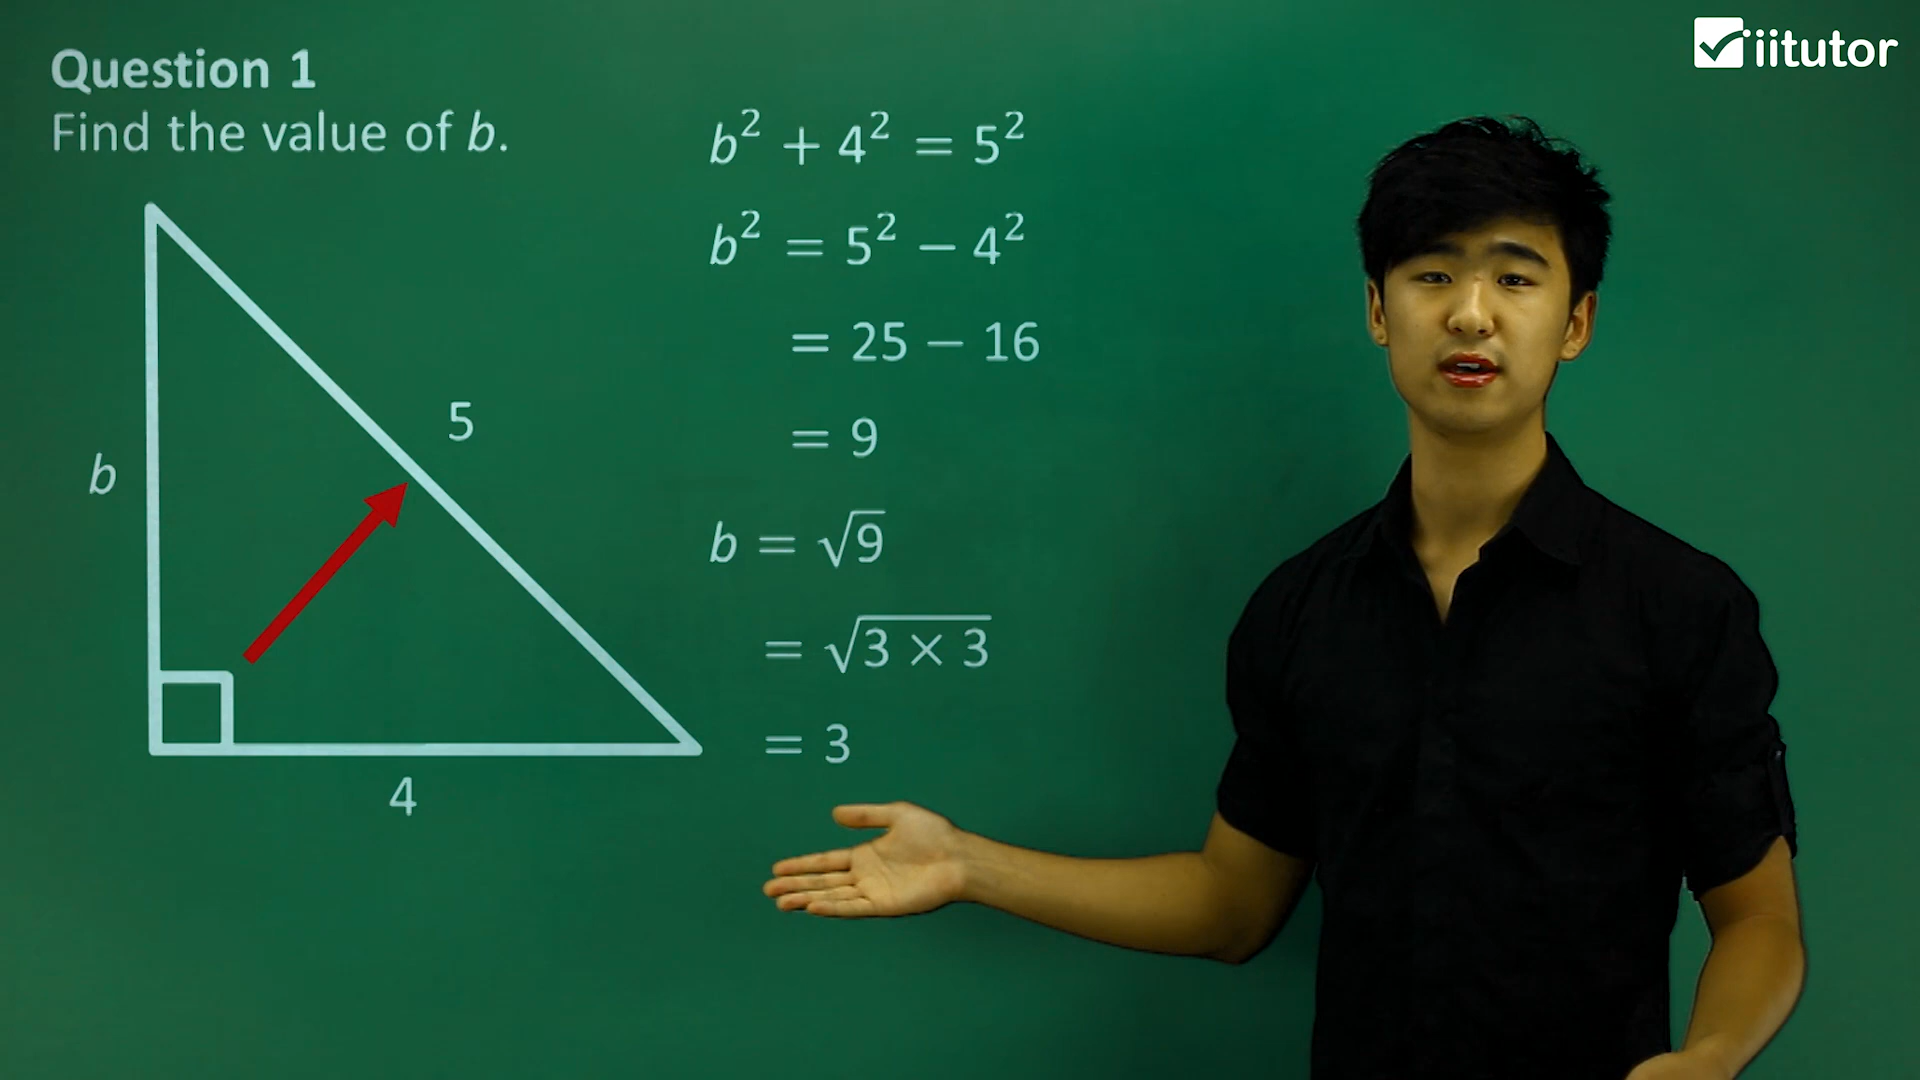 Question 1
Find the value of b.
b
5
4
b² + 4² = 5²
b² = 5² − 4²
= 25 − 16
= 9
b = √9
= √3 × 3
= 3
iitutor